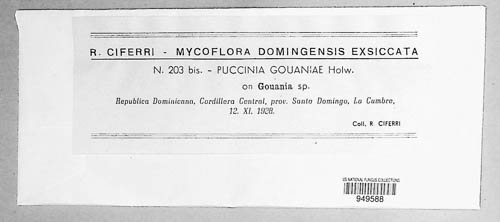 R. CIFERRI - MYCOFLORA DOMINGENSIS EXSICCATA
N. 203 bis. - PUCCINIA GOUANIAE Holw.
on Gouania sp.
Republica Dominicana, Cordillera Central, prov. Santo Domingo, La Cumbre,
12. XI. 1928.
Coll. R. CIFERRI
US NATIONAL FUNGUS COLLECTIONS
949588